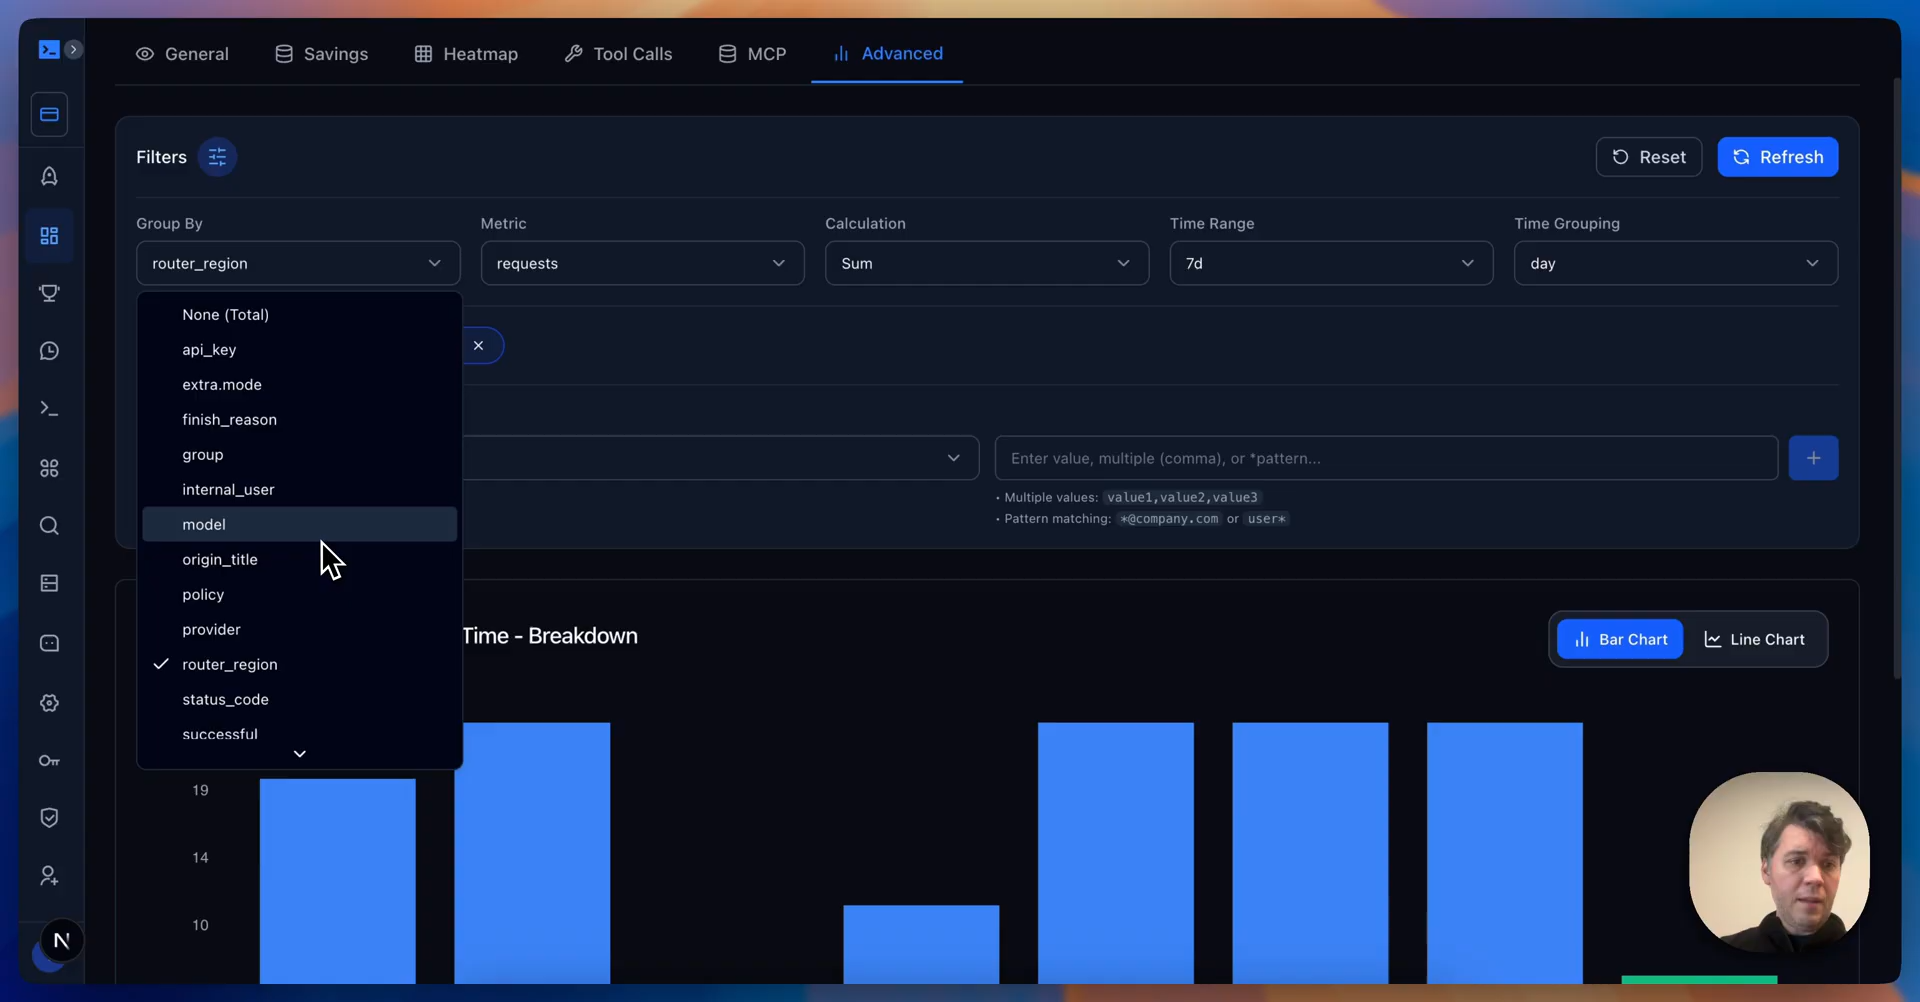 General
Savings
Heatmap
Tool Calls
MCP
Advanced
Filters
Reset
Refresh
Group By
Metric
Calculation
Time Range
Time Grouping
router_region
requests
Sum
7d
day
None (Total)
api_key
extra.mode
finish_reason
group
internal_user
model
origin_title
policy
provider
router_region
status_code
successful
Enter value, multiple (comma), or *pattern...
• Multiple values: value1,value2,value3
• Pattern matching: *@company.com or user*
Time - Breakdown
Bar Chart
Line Chart
19
14
10
N